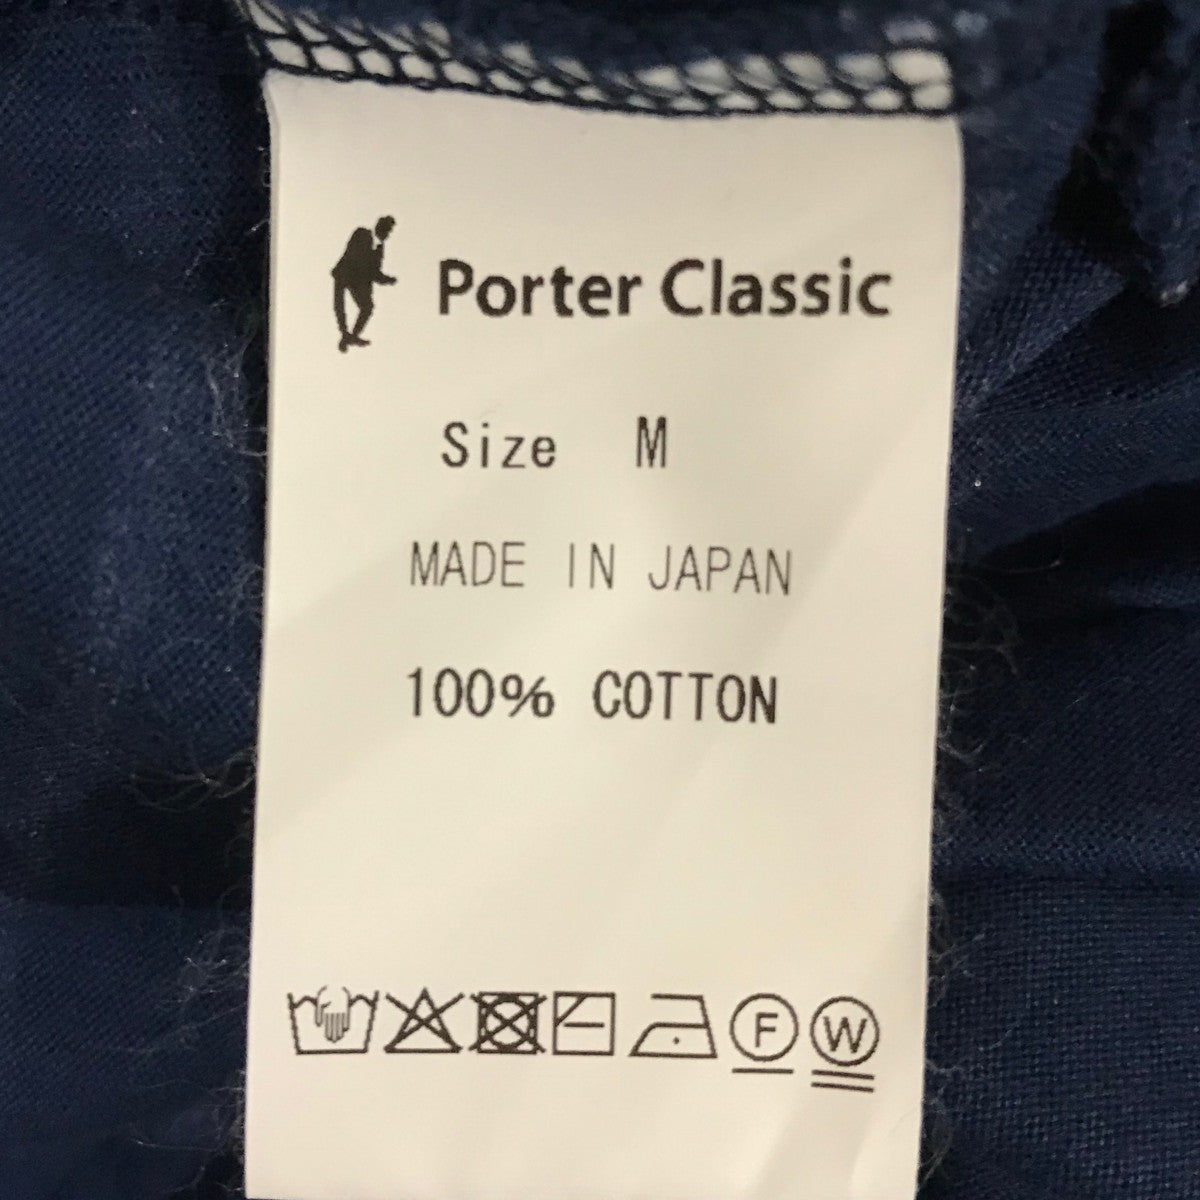 Porter Classic
Size M
MADE IN JAPAN
100% COTTON
F W